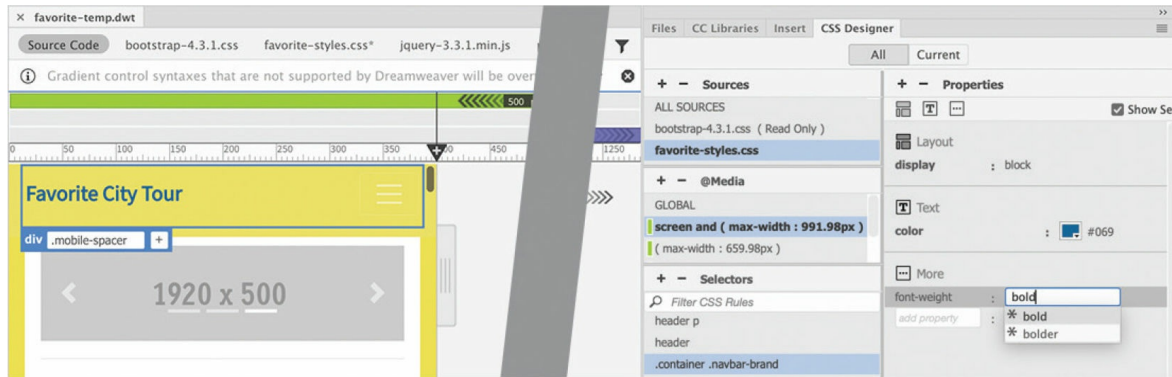 × favorite-temp.dwt
Source Code bootstrap-4.3.1.css favorite-styles.css* jquery-3.3.1.min.js
Gradient control syntaxes that are not supported by Dreamweaver will be over
500
0 50 100 150 200 250 300 350 450 1250
Favorite City Tour
div .mobile-spacer +
1920 x 500
Files CC Libraries Insert CSS Designer
All Current
+ − Sources
ALL SOURCES
bootstrap-4.3.1.css ( Read Only )
favorite-styles.css
+ − @Media
GLOBAL
screen and ( max-width : 991.98px )
( max-width : 659.98px )
+ − Selectors
Filter CSS Rules
header p
header
.container .navbar-brand
+ − Properties
Show Se
Layout
display : block
T Text
color : #069
More
font-weight : bold
add property :
* bold
* bolder